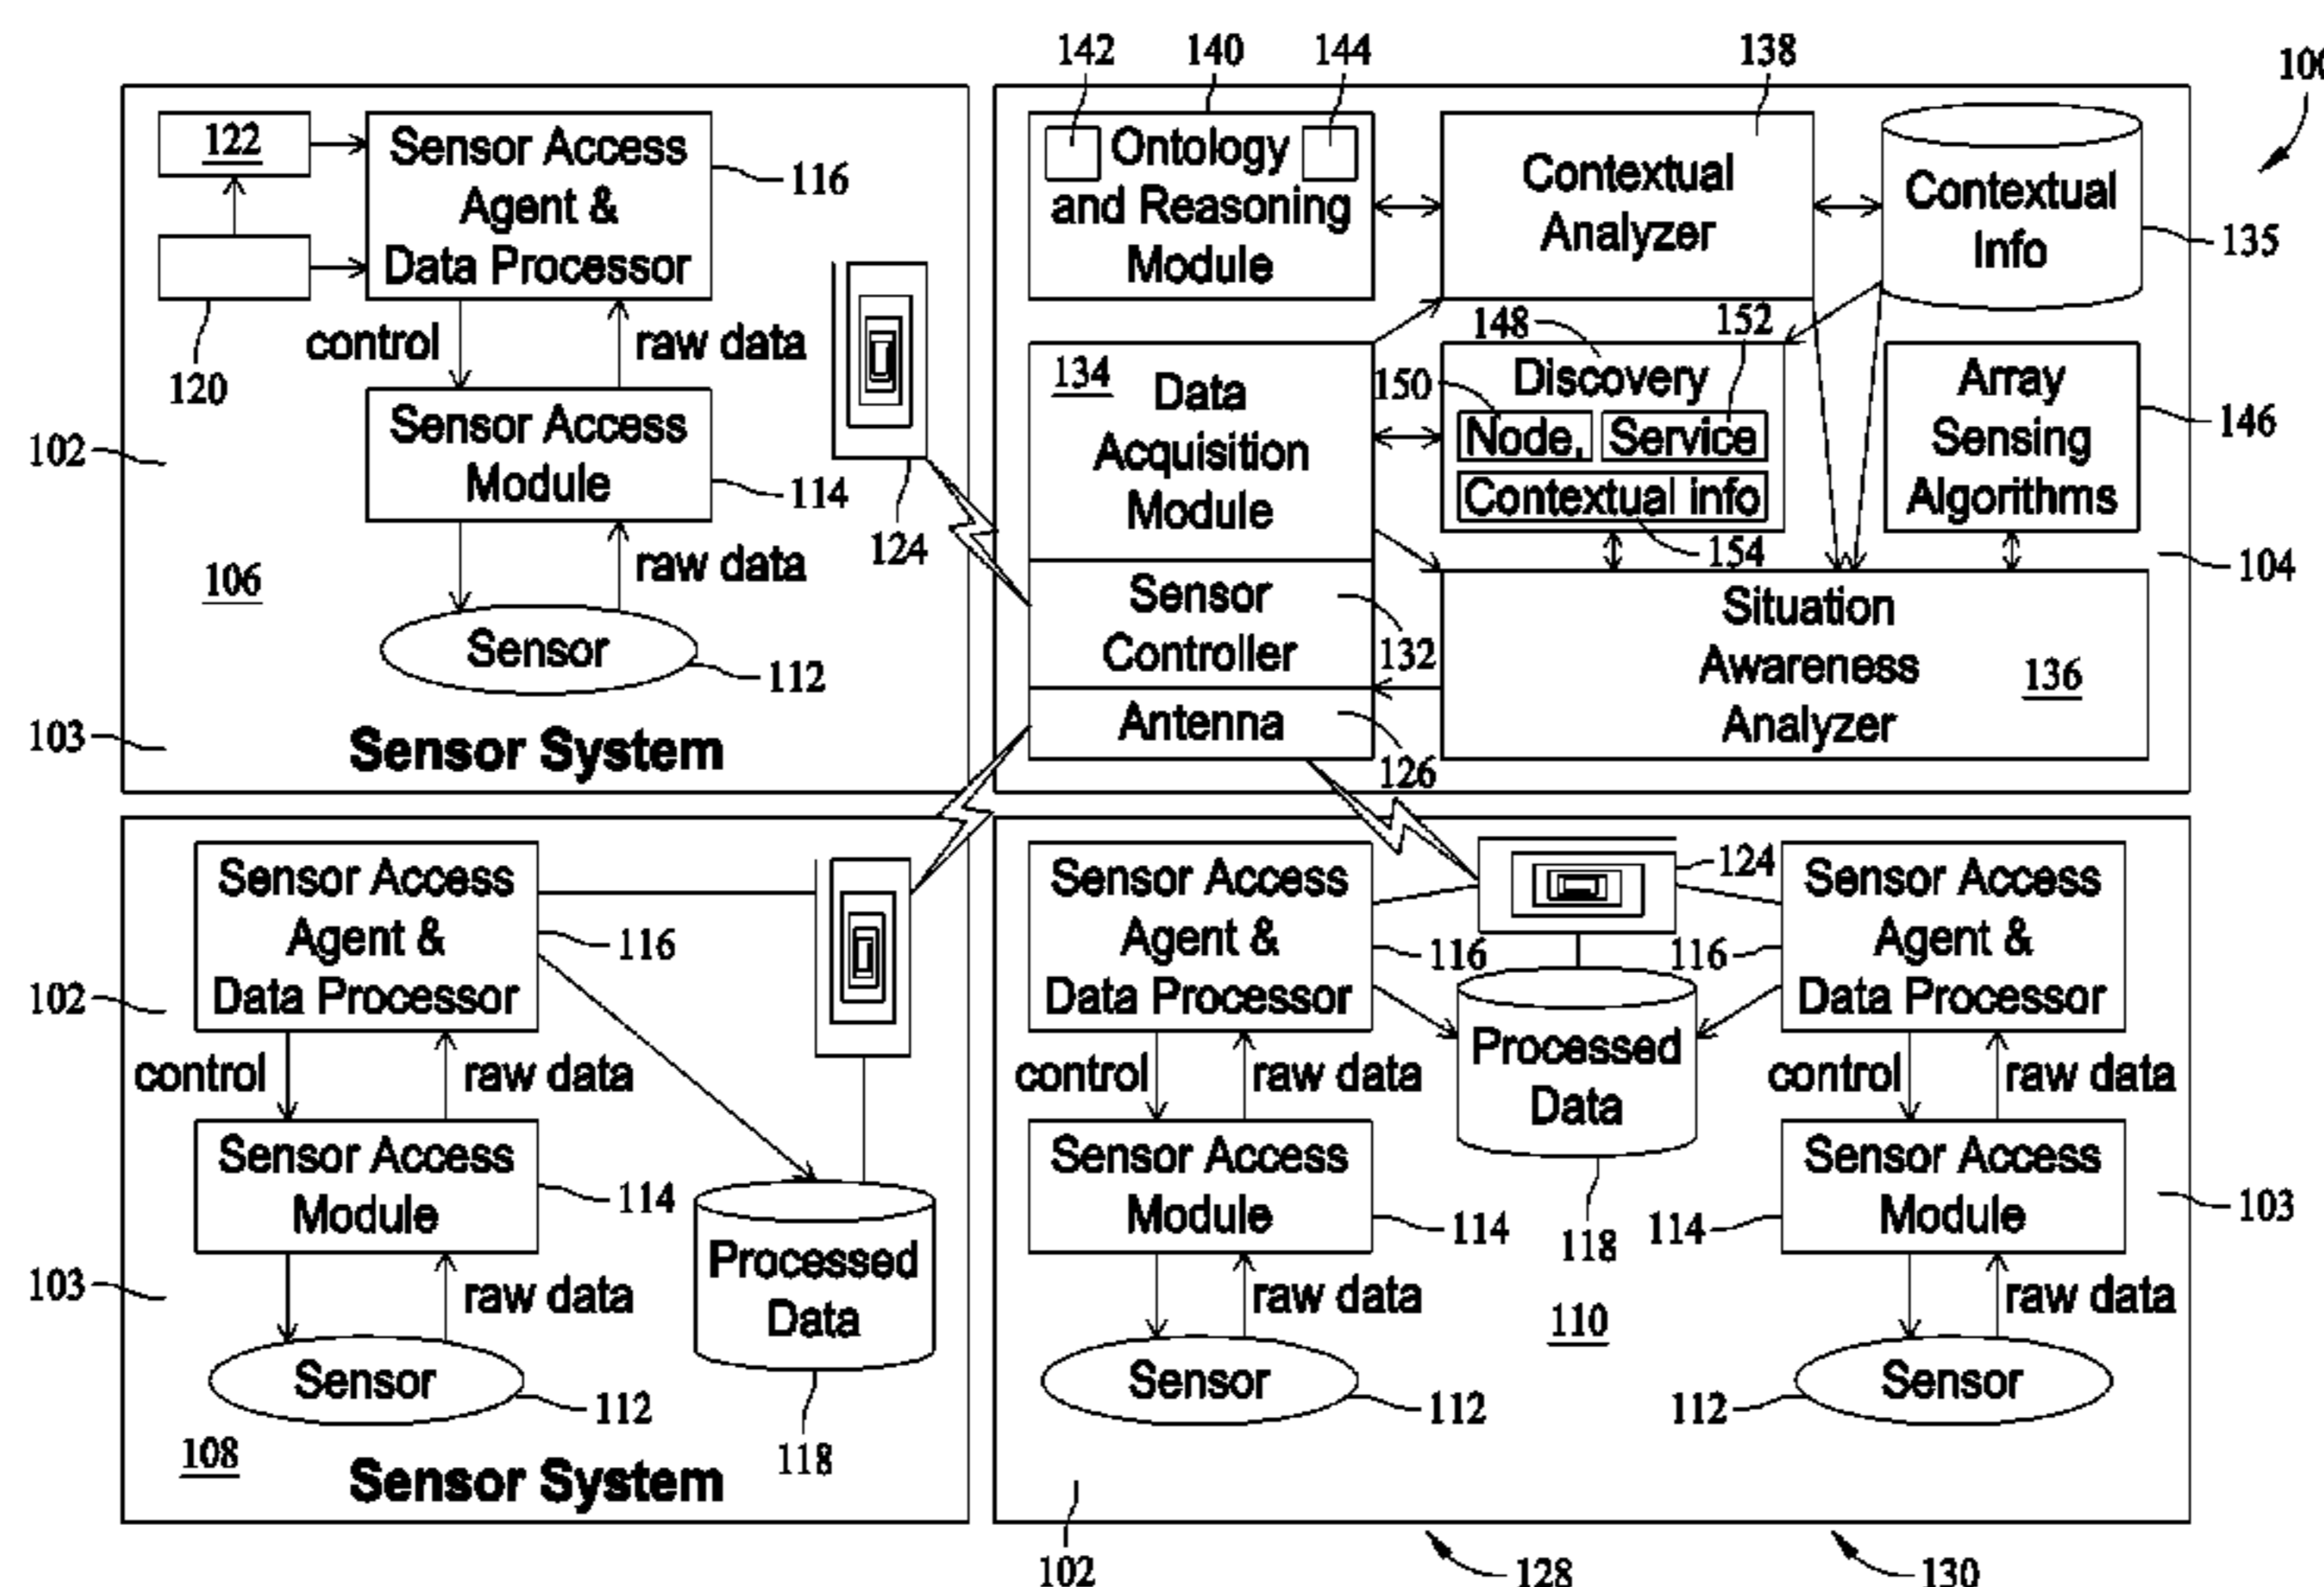 142
140
144
138
100
122
Sensor Access
Agent &
Data Processor
116
120
control
raw data
Sensor Access
Module
114
102
raw data
106
Sensor
112
103
Sensor System
124
Ontology
and Reasoning
Module
Contextual
Analyzer
Contextual
Info
135
134
Data
Acquisition
Module
148
152
Discovery
150
Node,
Service
Contextual info
154
Array
Sensing
Algorithms
146
104
Sensor
Controller
132
Antenna
126
Situation
Awareness
Analyzer
136
Sensor Access
Agent &
Data Processor
116
102
control
raw data
Sensor Access
Module
114
103
raw data
Sensor
112
108
Sensor System
Processed
Data
118
Sensor Access
Agent &
Data Processor
116
control
raw data
Sensor Access
Module
114
raw data
Sensor
112
124
Processed
Data
118
110
Sensor Access
Agent &
Data Processor
116
control
raw data
Sensor Access
Module
114
103
raw data
Sensor
112
102
128
130